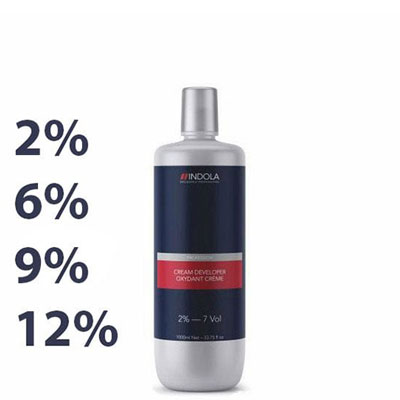 2%
6%
9%
12%
INDOLA
CREAM DEVELOPER
OXYDANT CRÈME
2% — 7 Vol